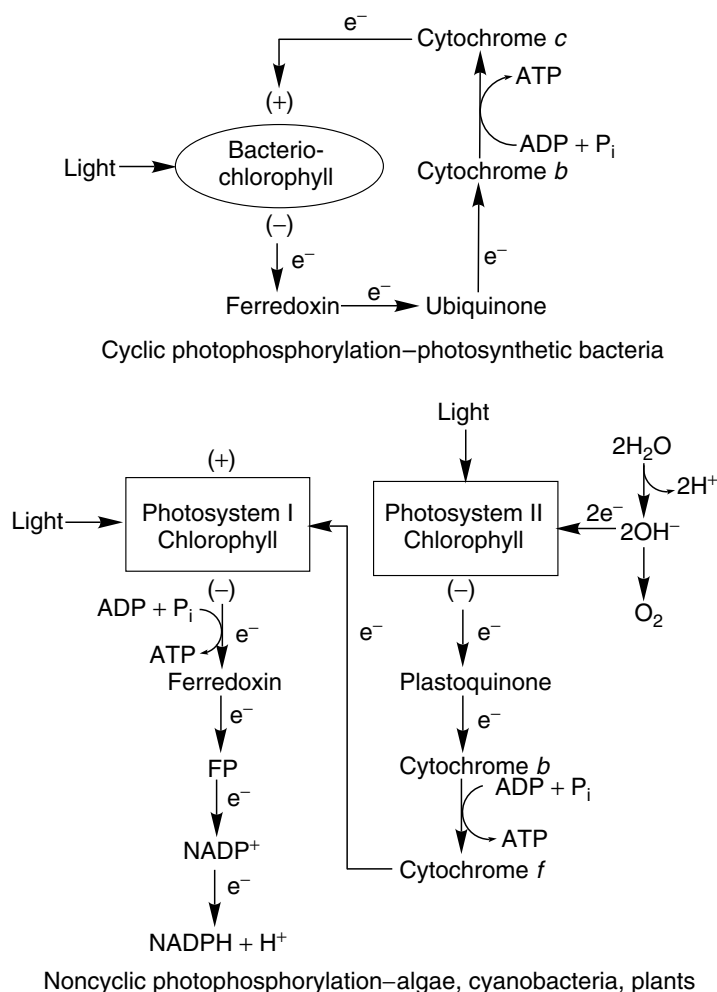 e⁻
Cytochrome c
ATP
(+)
ADP + Pᵢ
Light
Bacterio-
chlorophyll
Cytochrome b
(–)
e⁻
e⁻
Ferredoxin
e⁻
Ubiquinone
Cyclic photophosphorylation–photosynthetic bacteria
Light
2H₂O
2H⁺
(+)
Light
Photosystem I
Chlorophyll
Photosystem II
Chlorophyll
2e⁻
2OH⁻
O₂
(–)
(–)
ADP + Pᵢ
e⁻
ATP
e⁻
e⁻
Ferredoxin
Plastoquinone
e⁻
e⁻
FP
Cytochrome b
ADP + Pᵢ
e⁻
ATP
NADP⁺
Cytochrome f
e⁻
NADPH + H⁺
Noncyclic photophosphorylation–algae, cyanobacteria, plants